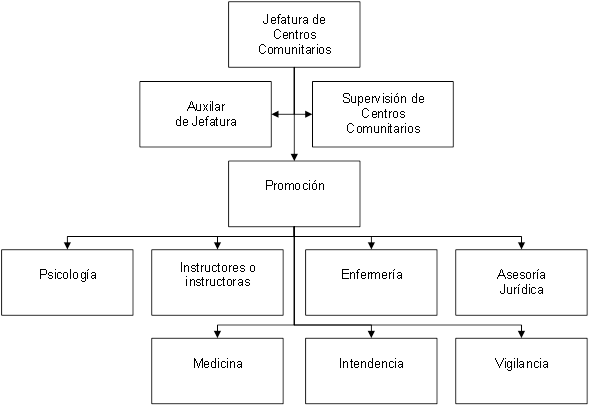 Jefatura de
Centros
Comunitarios
Auxilar
de Jefatura
Supervisión de
Centros
Comunitarios
Promoción
Psicología
Instructores o
instructoras
Enfermería
Asesoría
Jurídica
Medicina
Intendencia
Vigilancia